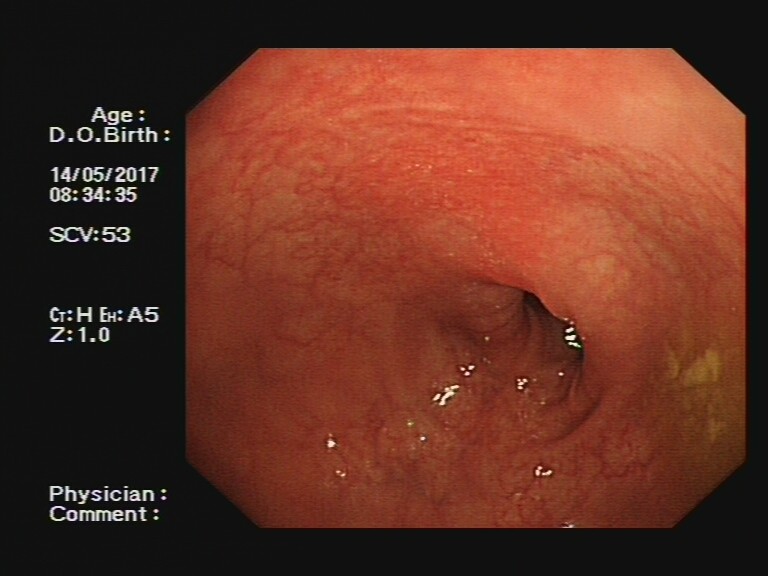 Age:
D.O.Birth:
14/05/2017
08:34:35
SCV:53
CT:H EH:A5
Z:1.0
Physician:
Comment: